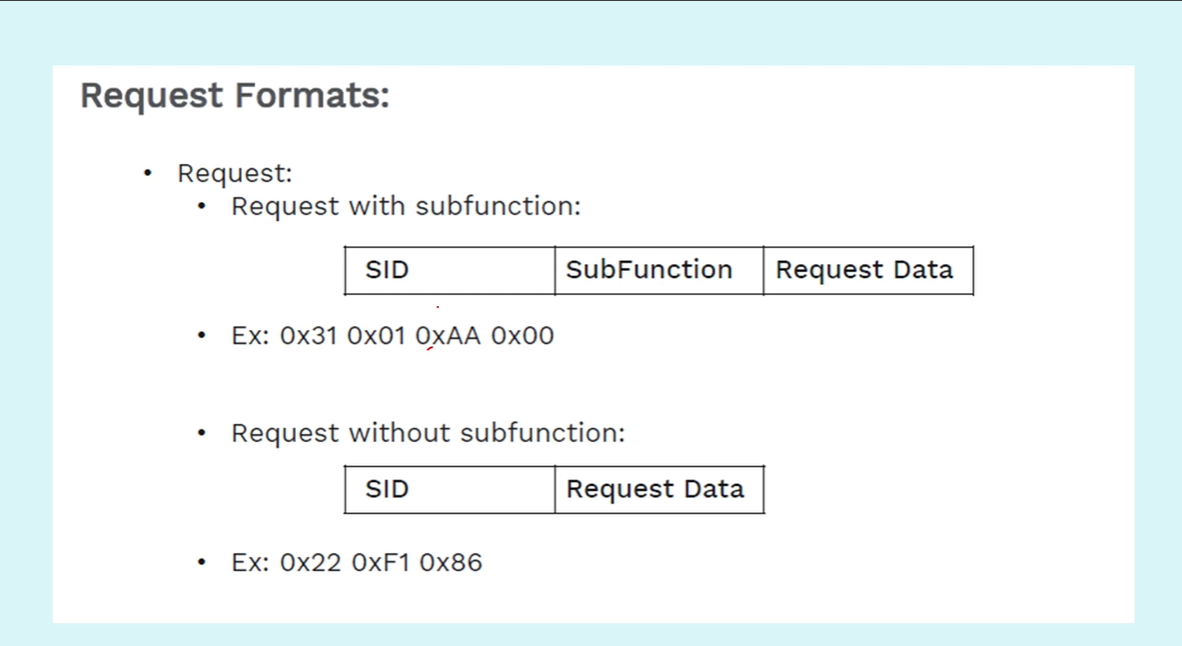 Request Formats:
• Request:
• Request with subfunction:
SID SubFunction Request Data
• Ex: 0x31 0x01 0xAA 0x00
• Request without subfunction:
SID Request Data
• Ex: 0x22 0xF1 0x86